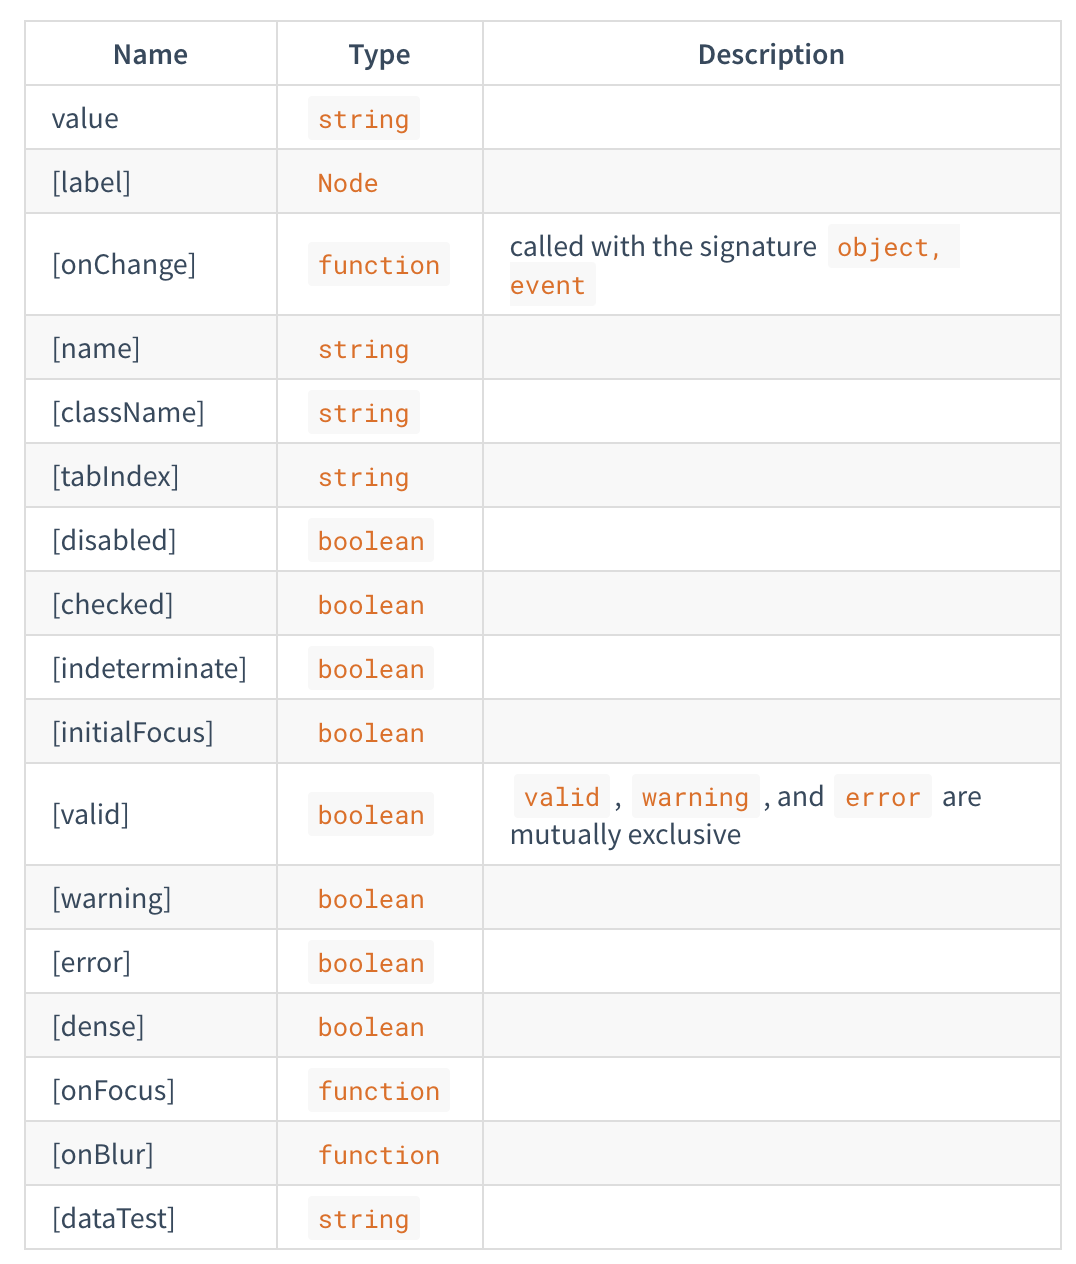 Name Type Description
value string
[label] Node
[onChange] function called with the signature object,
event
[name] string
[className] string
[tabIndex] string
[disabled] boolean
[checked] boolean
[indeterminate] boolean
[initialFocus] boolean
[valid] boolean valid, warning, and error are
mutually exclusive
[warning] boolean
[error] boolean
[dense] boolean
[onFocus] function
[onBlur] function
[dataTest] string